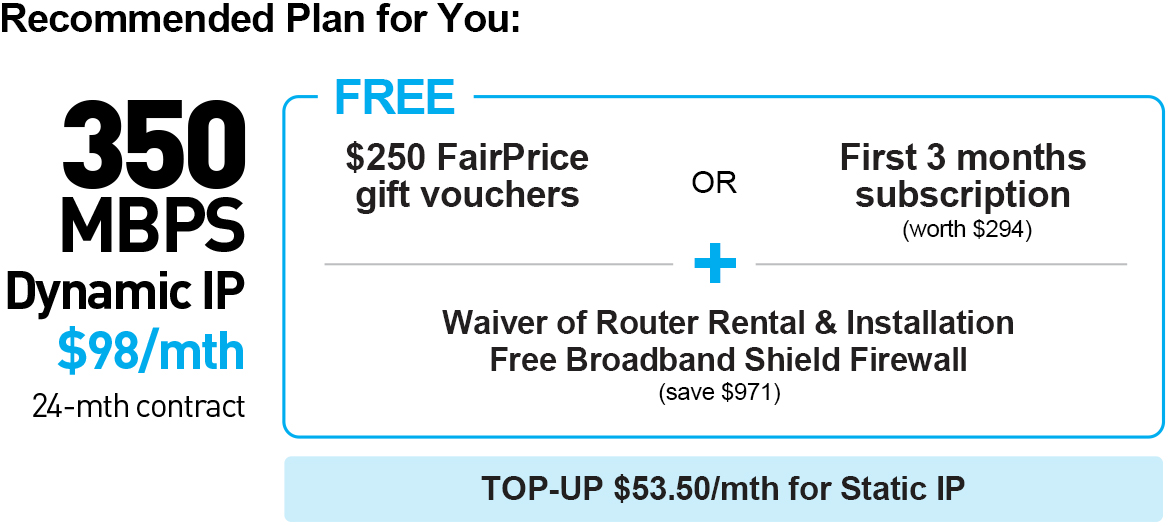 Recommended Plan for You:
350
MBPS
Dynamic IP
$98/mth
24-mth contract
FREE
$250 FairPrice
gift vouchers
OR
First 3 months
subscription
(worth $294)
+
Waiver of Router Rental & Installation
Free Broadband Shield Firewall
(save $971)
TOP-UP $53.50/mth for Static IP